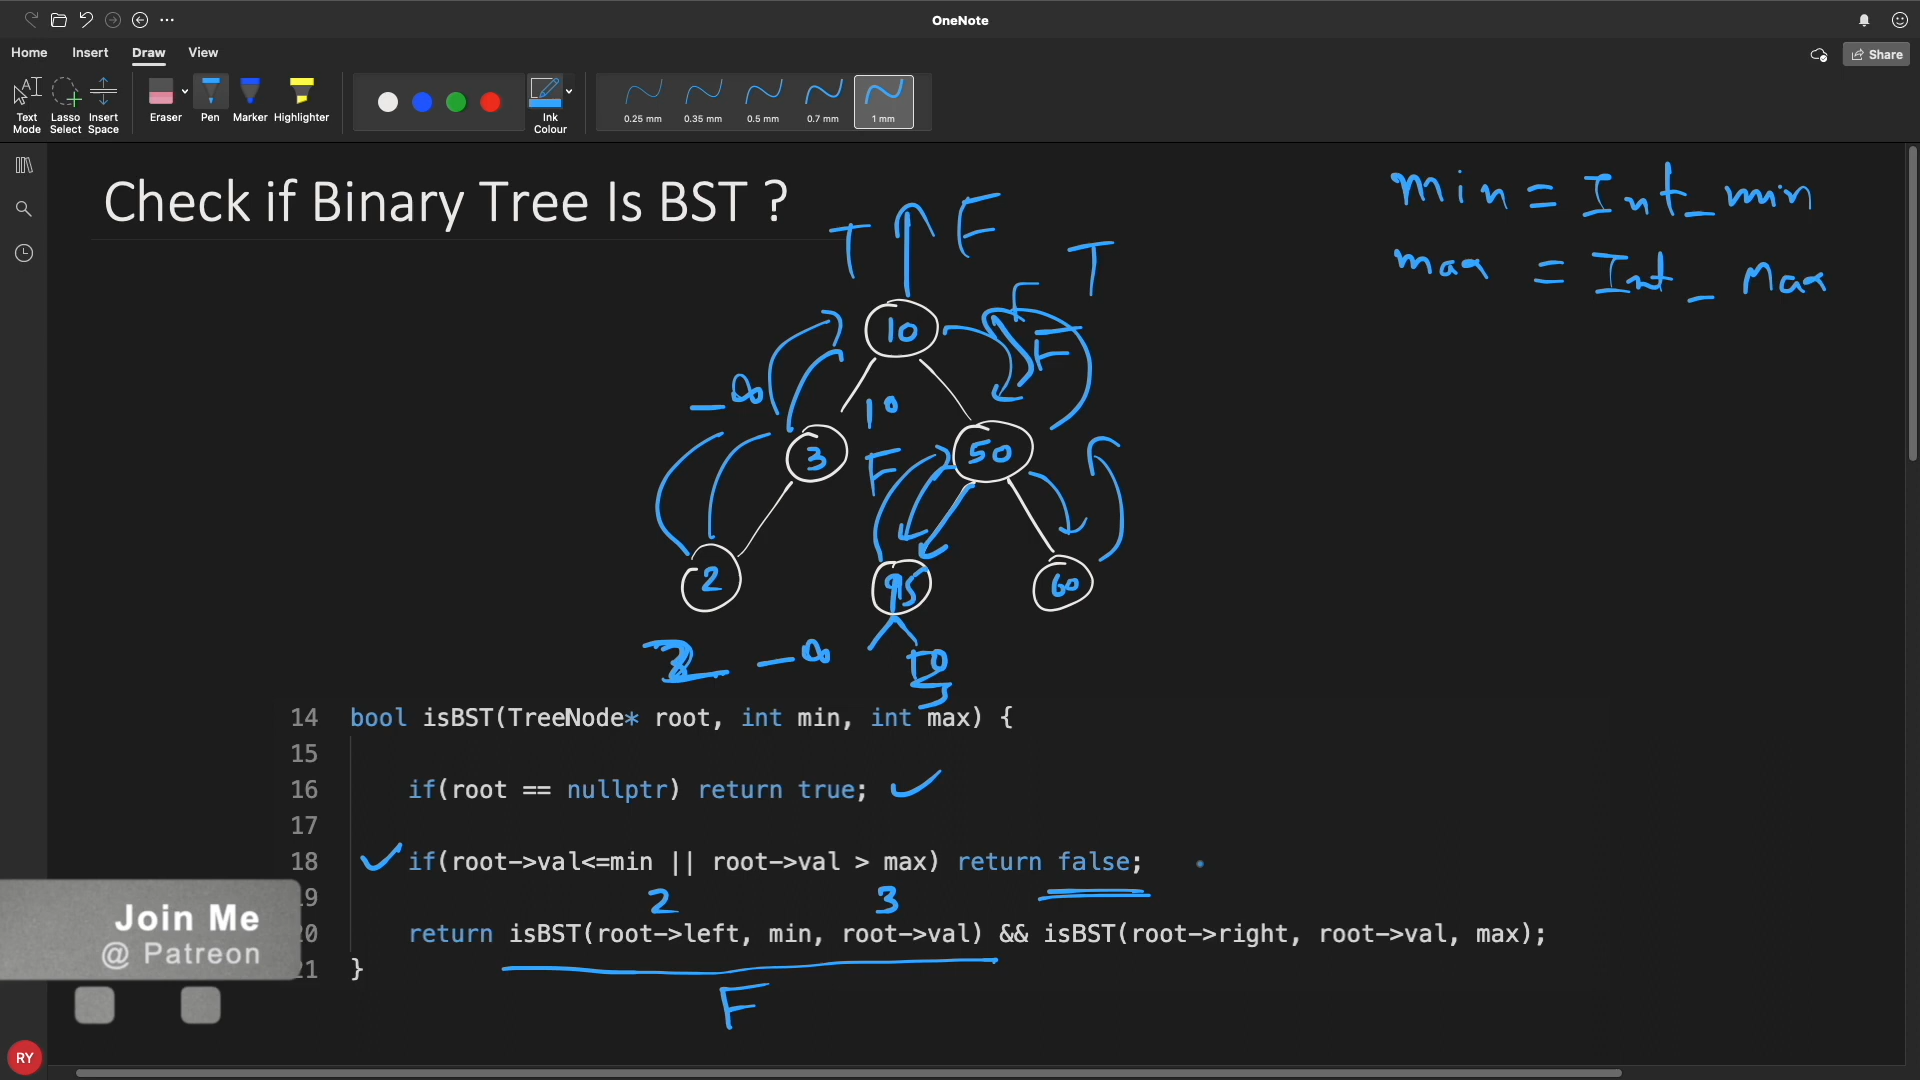 OneNote
Home Insert Draw View
Share
Text Mode
Lasso Select
Insert Space
Eraser
Pen
Marker
Highlighter
Ink Colour
0.25 mm
0.35 mm
0.5 mm
0.7 mm
1 mm
Check if Binary Tree Is BST ?
min = Int_min
max = Int_Max
T F T
10 F
F
-∞ 10
3 F 50
2 95 60
2 -∞ 50
14 bool isBST(TreeNode* root, int min, int max) {
15
16 if(root == nullptr) return true;
17
18 if(root->val<=min || root->val > max) return false;
19 2 3
20 return isBST(root->left, min, root->val) && isBST(root->right, root->val, max);
21 }
F
Join Me
@ Patreon
RY